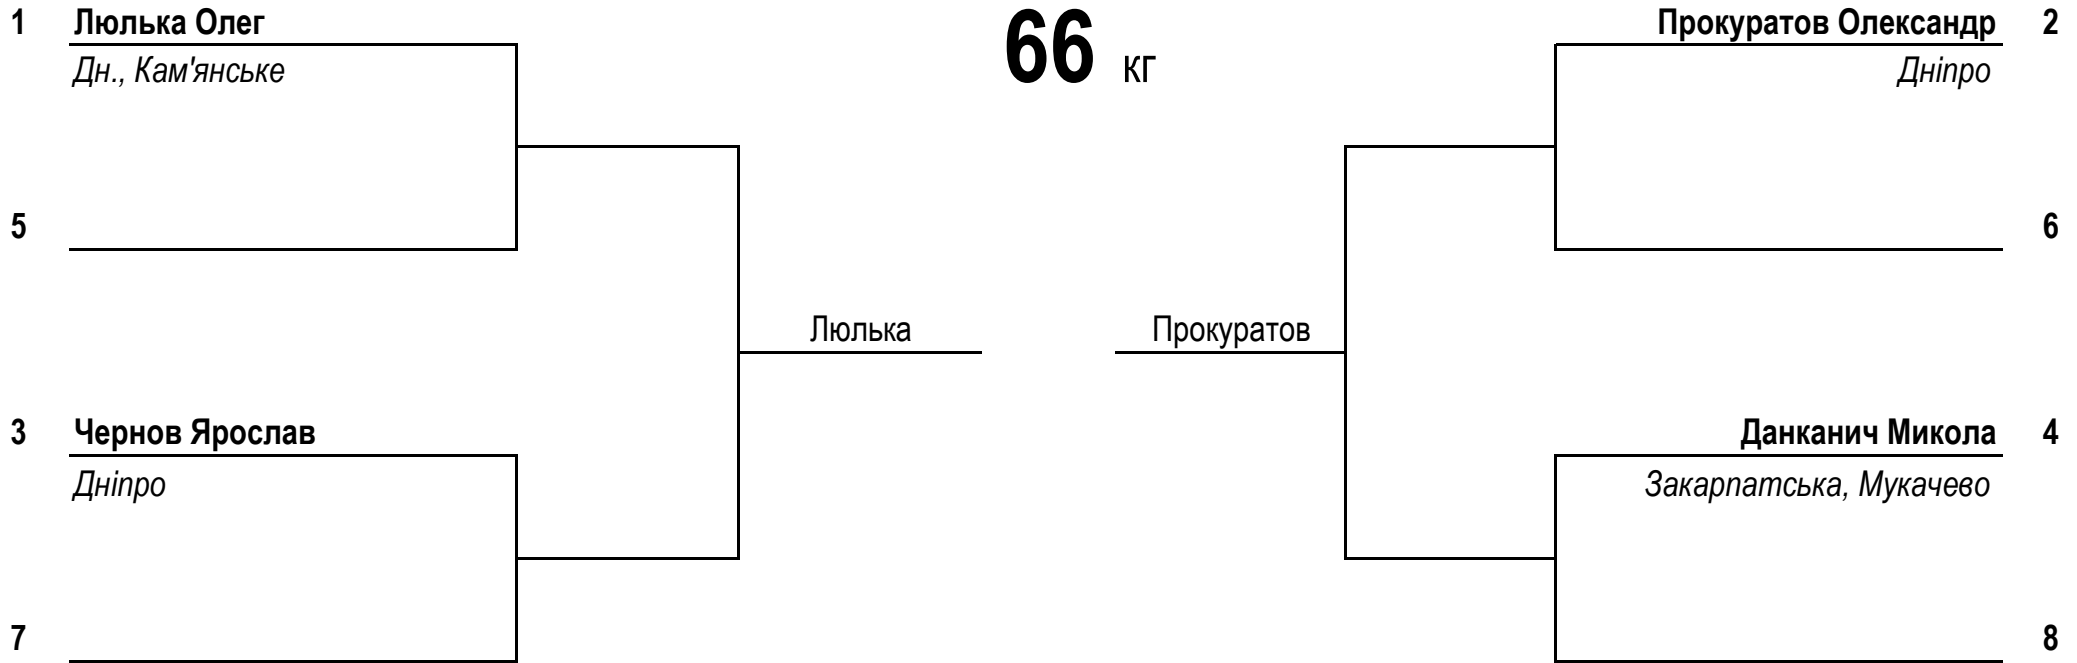 1 Люлька Олег 66 кг Прокуратов Олександр 2
Дн., Кам'янське Дніпро
5 6
Люлька Прокуратов
3 Чернов Ярослав Данканич Микола 4
Дніпро Закарпатська, Мукачево
7 8